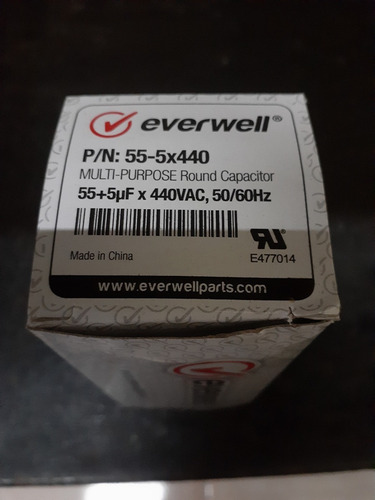 everwell®
P/N: 55-5x440
MULTI-PURPOSE Round Capacitor
55+5µF x 440VAC, 50/60Hz
Made in China
E477014
www.everwellparts.com